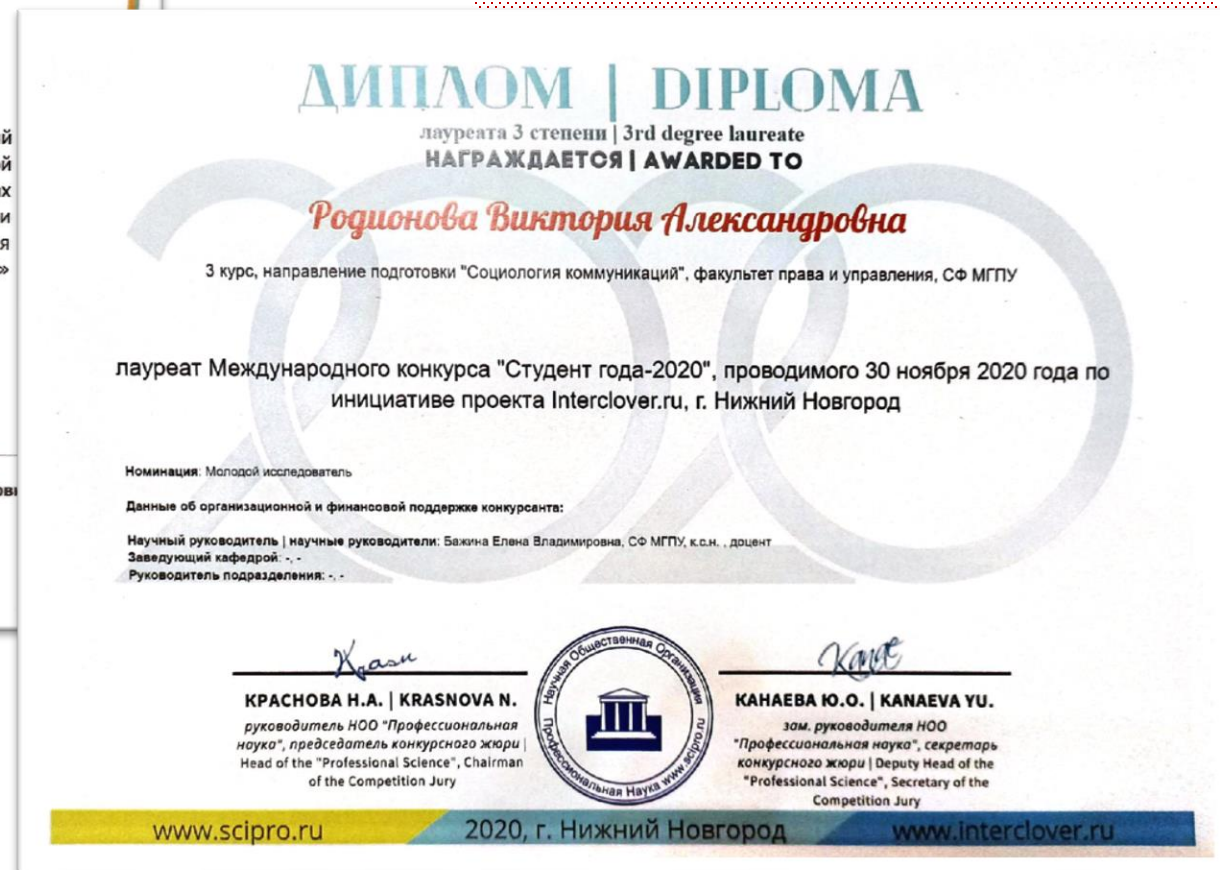 ДИПЛОМ | DIPLOMA
лауреата 3 степени | 3rd degree laureate
НАГРАЖДАЕТСЯ | AWARDED TO
Родионова Виктория Александровна
3 курс, направление подготовки "Социология коммуникаций", факультет права и управления, СФ МГПУ
лауреат Международного конкурса "Студент года-2020", проводимого 30 ноября 2020 года по
инициативе проекта Interclover.ru, г. Нижний Новгород
Номинация: Молодой исследователь
Данные об организационной и финансовой поддержке конкурсанта:
Научный руководитель | научные руководители: Бажина Елена Владимировна, СФ МГПУ, к.с.н. , доцент
Заведующий кафедрой: -, -
Руководитель подразделения: -, -
КРАСНОВА Н.А. | KRASNOVA N.
руководитель НОО "Профессиональная
наука", председатель конкурсного жюри |
Head of the "Professional Science", Chairman
of the Competition Jury
Научная Общественная Организация
Профессиональная Наука www.scipro.ru
КАНАЕВА Ю.О. | KANAEVA YU.
зам. руководителя НОО
"Профессиональная наука", секретарь
конкурсного жюри | Deputy Head of the
"Professional Science", Secretary of the
Competition Jury
www.scipro.ru
2020, г. Нижний Новгород
www.interclover.ru